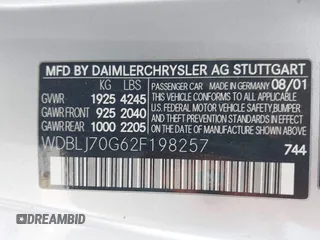 MFD BY DAIMLERCHRYSLER AG STUTTGART
KG LBS
PASSENGER CAR MADE IN GERMANY 08/01
GVWR 1925 4245
GAWR FRONT 925 2040
GAWR REAR 1000 2205
THIS VEHICLE CONFORMS TO ALL APPLICABLE U.S. FEDERAL MOTOR VEHICLE SAFETY, BUMPER AND THEFT PREVENTION STANDARDS IN EFFECT ON THE DATE OF MANUFACTURE SHOWN ABOVE
WDBLJ70G62F198257
744
DREAMBID
DREAMBID